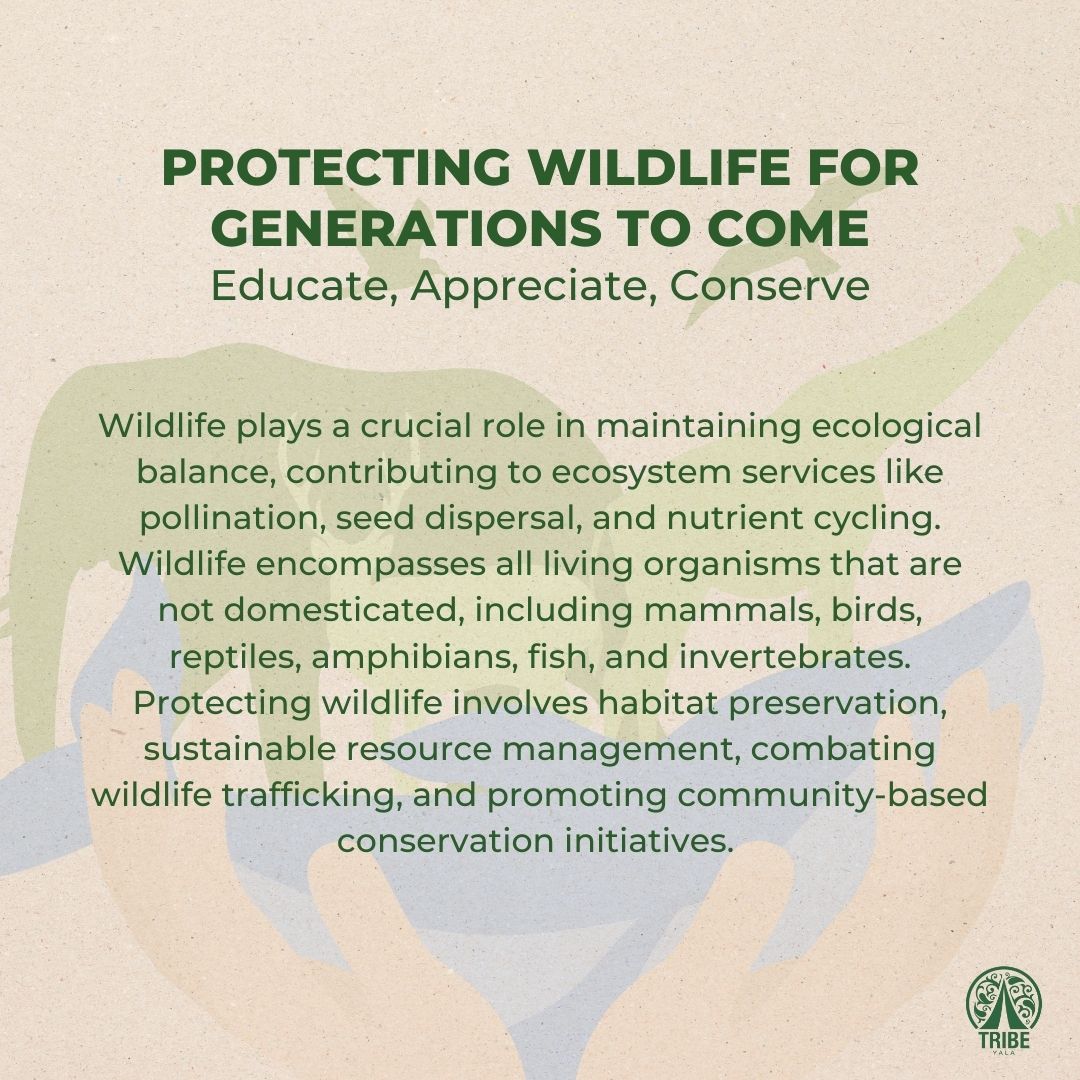 PROTECTING WILDLIFE FOR
GENERATIONS TO COME
Educate, Appreciate, Conserve
Wildlife plays a crucial role in maintaining ecological
balance, contributing to ecosystem services like
pollination, seed dispersal, and nutrient cycling.
Wildlife encompasses all living organisms that are
not domesticated, including mammals, birds,
reptiles, amphibians, fish, and invertebrates.
Protecting wildlife involves habitat preservation,
sustainable resource management, combating
wildlife trafficking, and promoting community-based
conservation initiatives.
TRIBE
YALA